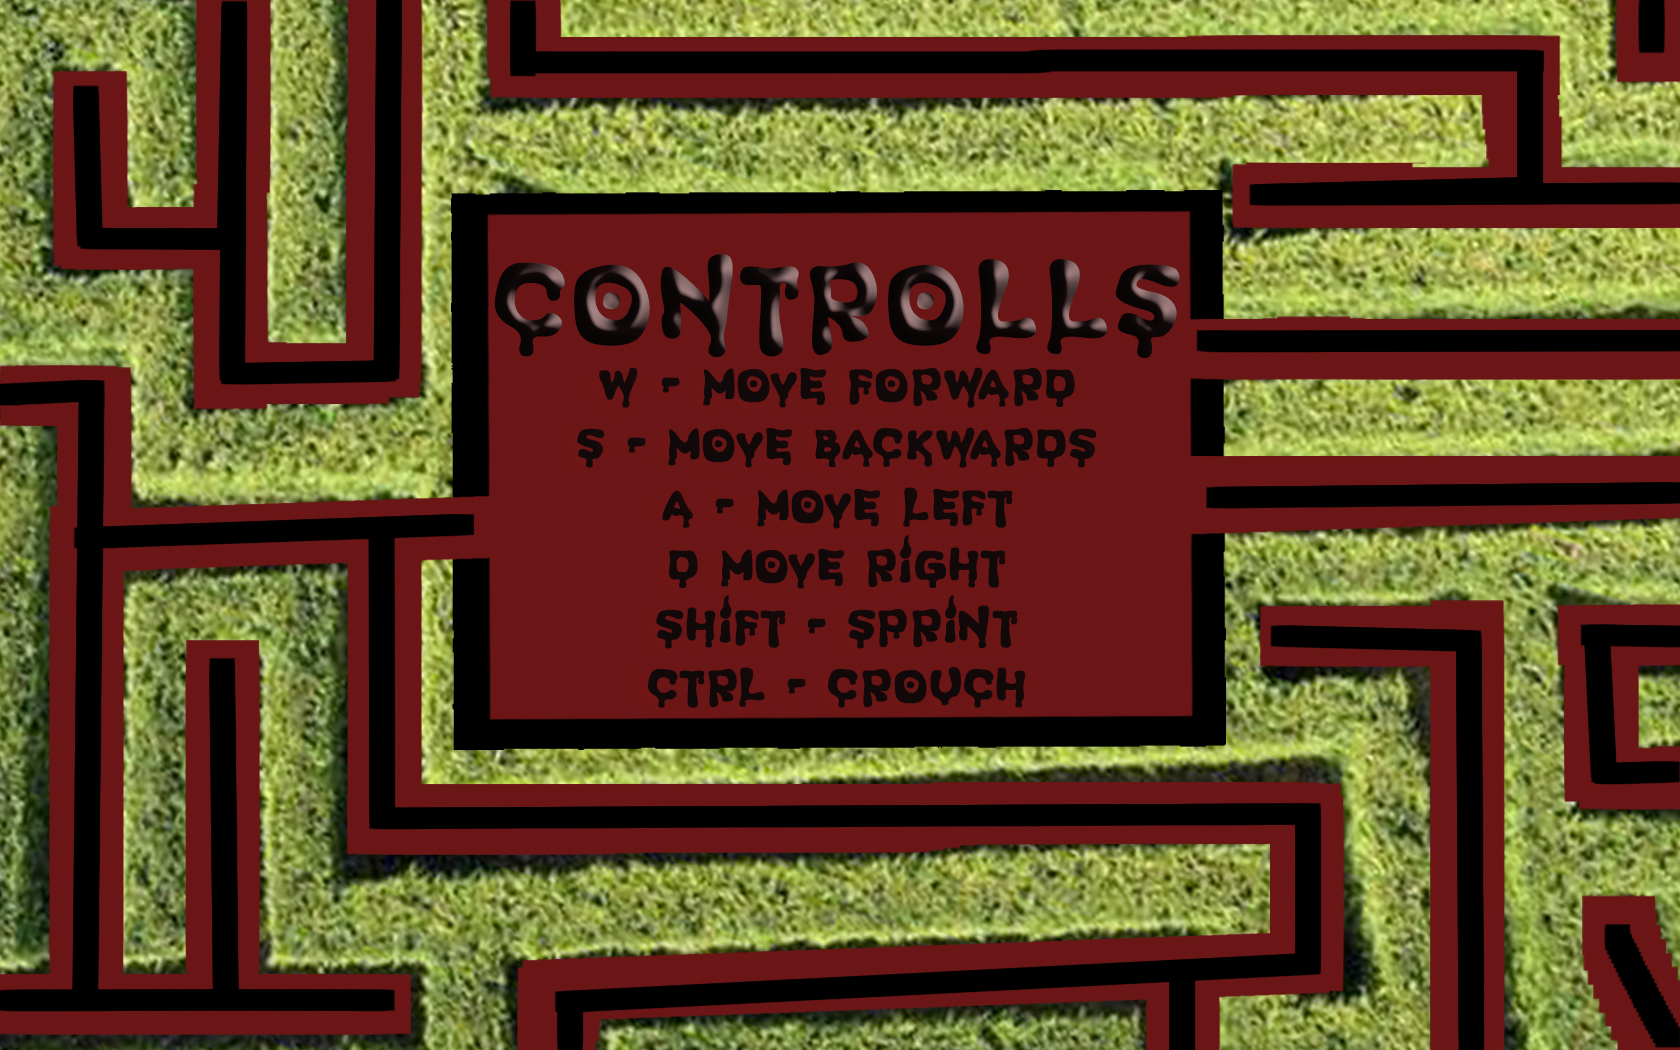 CONTROLLS
W - MOVE FORWARD
S - MOVE BACKWARDS
A - MOVE LEFT
D MOVE RIGHT
SHIFT - SPRINT
CTRL - CROUCH